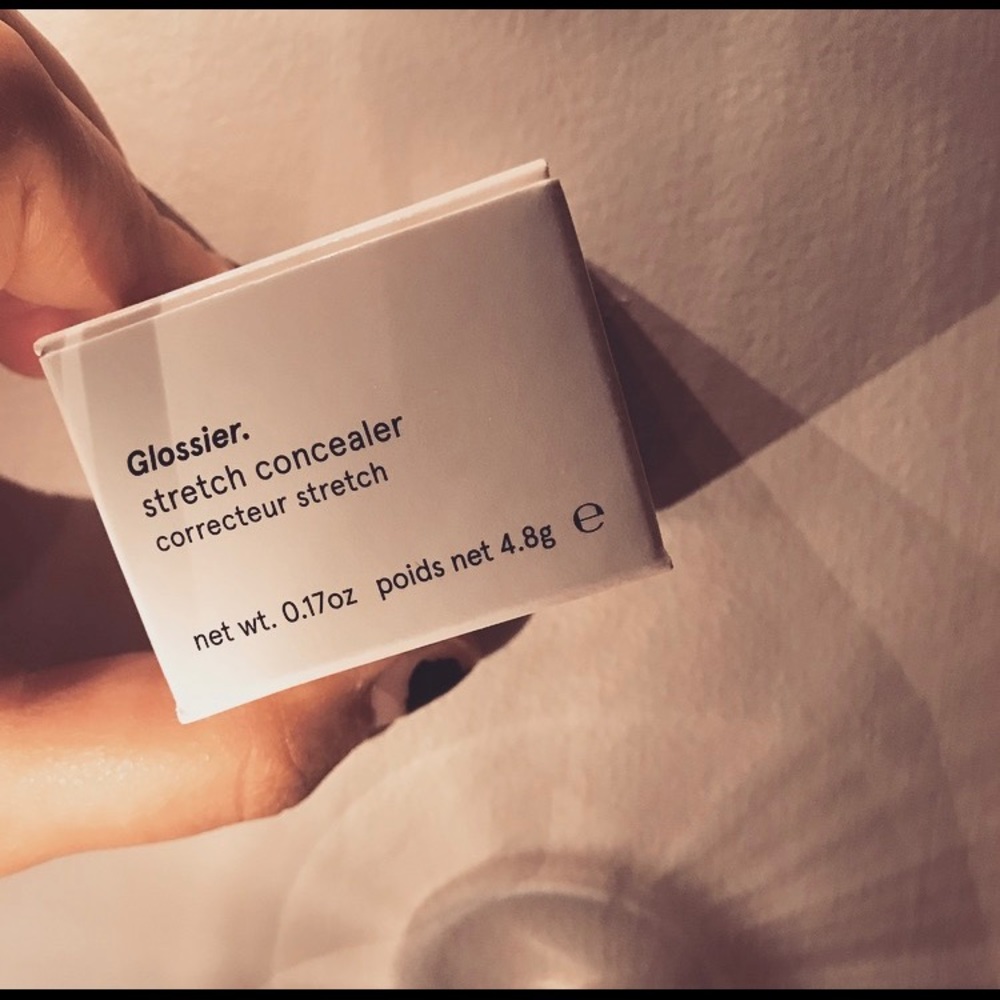 Glossier.
stretch concealer
correcteur stretch
net wt. 0.17oz poids net 4.8g ℮